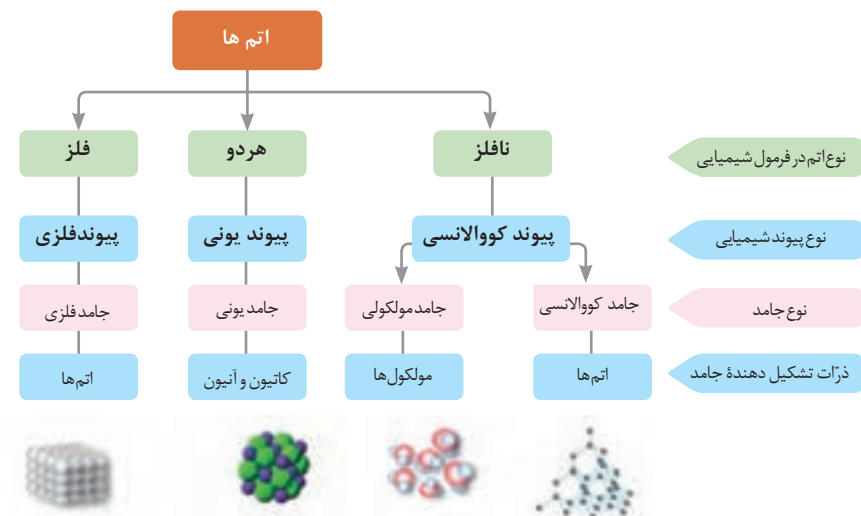 اتم ها
نوع اتم در فرمول شیمیایی
نافلز
هردو
فلز
نوع پیوند شیمیایی
پیوند کووالانسی
پیوند یونی
پیوندفلزی
نوع جامد
جامد کووالانسی
جامد مولکولی
جامد یونی
جامد فلزی
ذرّات تشکیل دهندهٔ جامد
اتم‌ها
مولکول‌ها
کاتیون و آنیون
اتم‌ها